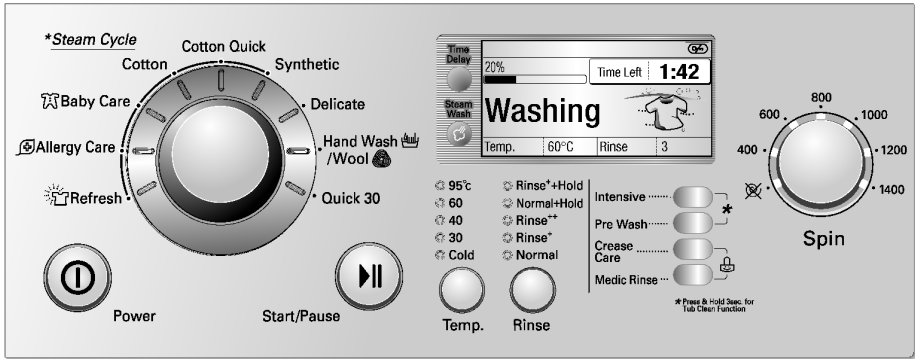 *Steam Cycle
Cotton Quick
Cotton
Synthetic
Baby Care
Delicate
Allergy Care
Hand Wash
/Wool
Refresh
Quick 30
Power
Start/Pause
Time
Delay
Steam
Wash
20%
Time Left 1:42
Washing
Temp. 60°C Rinse 3
95°c
60
40
30
Cold
Temp.
Rinse⁺+Hold
Normal+Hold
Rinse⁺⁺
Rinse⁺
Normal
Rinse
Intensive
Pre Wash
*
Crease
Care
Medic Rinse
*Press & Hold 3sec. for
Tub Clean Function
800
600
1000
400
1200
1400
Spin